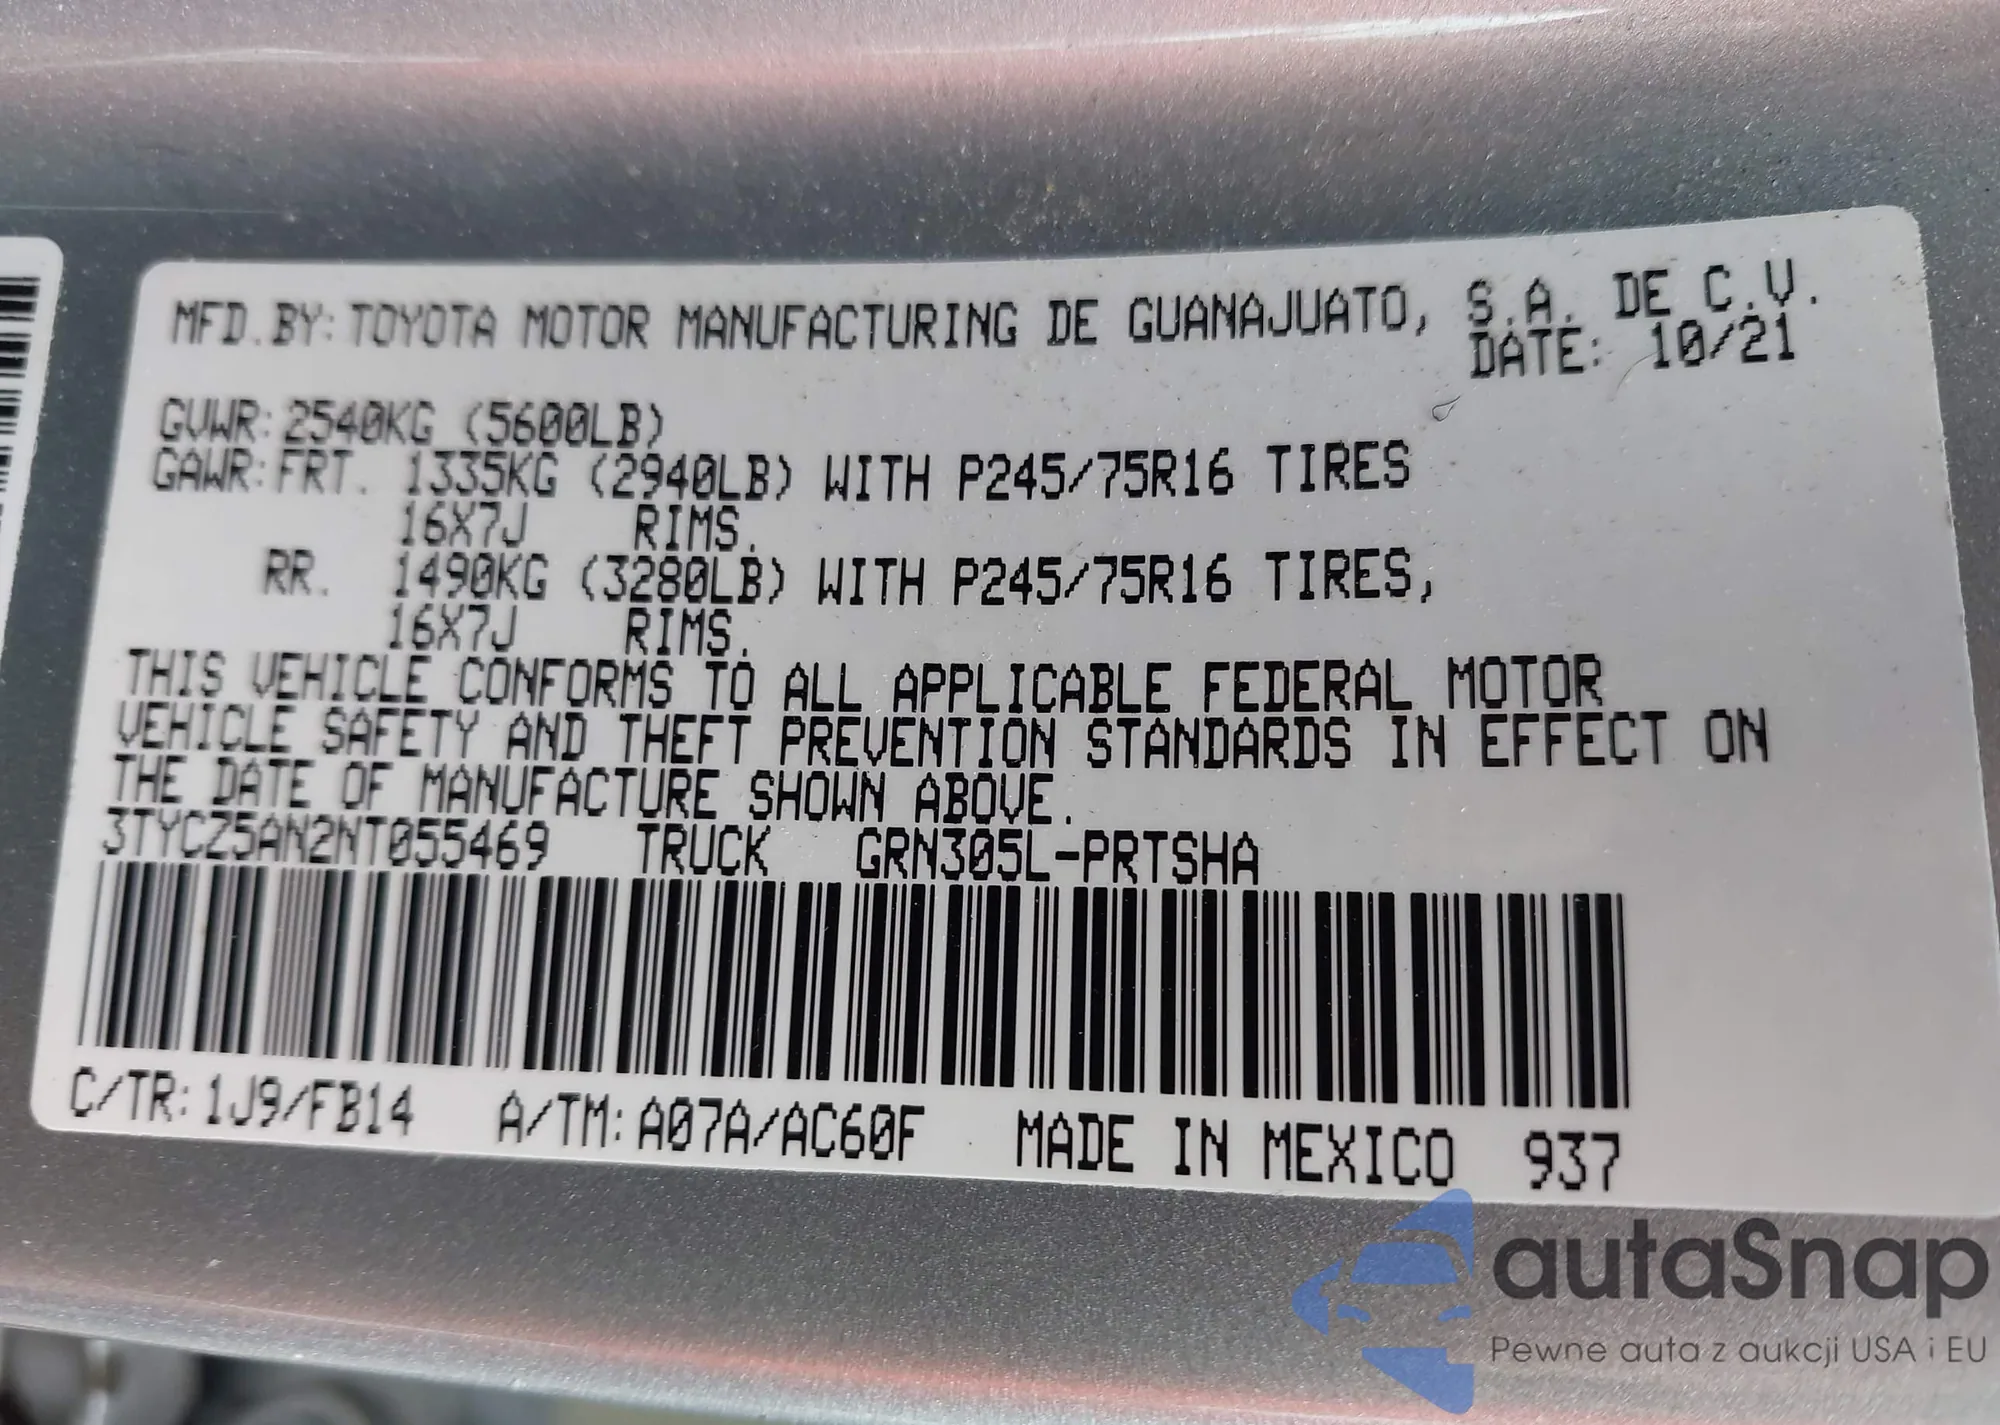 MFD.BY: TOYOTA MOTOR MANUFACTURING DE GUANAJUATO, S.A. DE C.V.
DATE: 10/21
GVWR: 2540KG (5600LB)
GAWR: FRT. 1335KG (2940LB) WITH P245/75R16 TIRES
16X7J RIMS.
RR. 1490KG (3280LB) WITH P245/75R16 TIRES,
16X7J RIMS.
THIS VEHICLE CONFORMS TO ALL APPLICABLE FEDERAL MOTOR
VEHICLE SAFETY AND THEFT PREVENTION STANDARDS IN EFFECT ON
THE DATE OF MANUFACTURE SHOWN ABOVE.
3TYCZ5AN2NT055469 TRUCK GRN305L-PRTSHA
C/TR: 1J9/FB14 A/TM: A07A/AC60F MADE IN MEXICO 937
autaSnap
Pewne auta z aukcji USA i EU